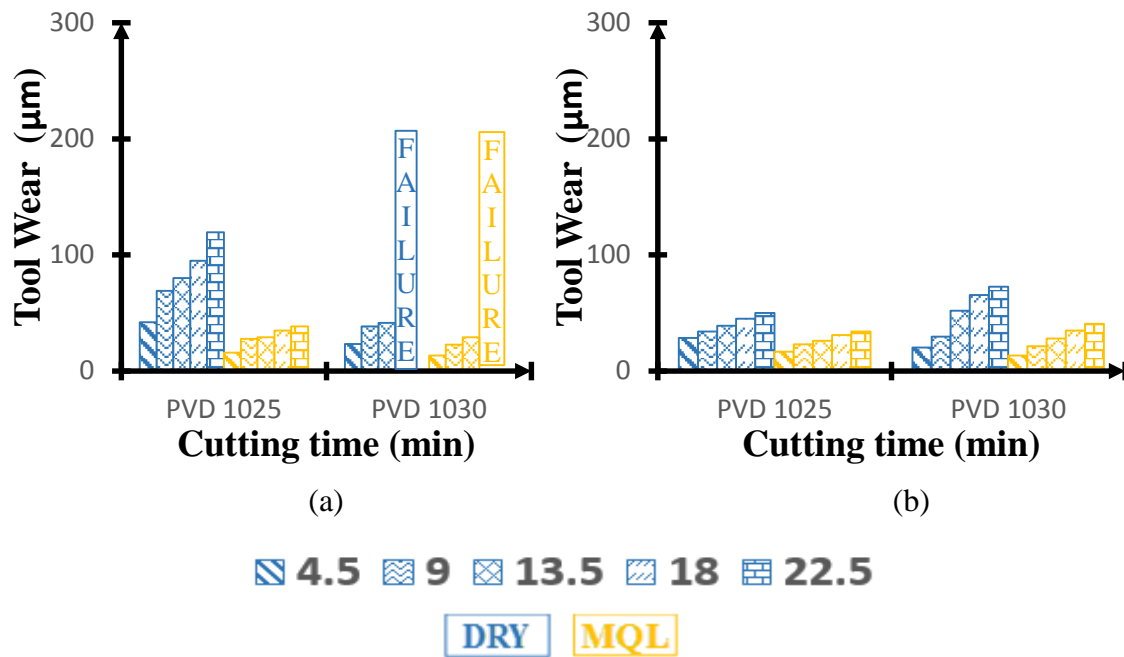 300
200
100
0
Tool Wear (μm)
FAILURE
FAILURE
PVD 1025
PVD 1030
Cutting time (min)
(a)
300
200
100
0
Tool Wear (μm)
PVD 1025
PVD 1030
Cutting time (min)
(b)
4.5 9 13.5 18 22.5
DRY MQL